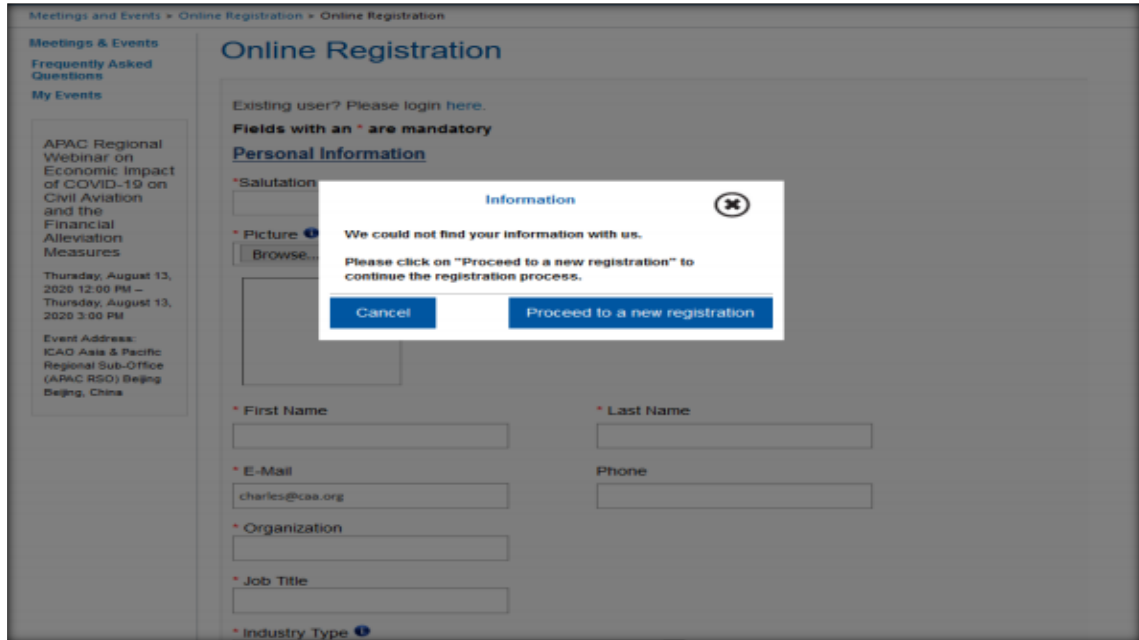 Meetings and Events » Online Registration » Online Registration
Meetings & Events
Frequently Asked
Questions
My Events
APAC Regional
Webinar on
Economic Impact
of COVID-19 on
Civil Aviation
and the
Financial
Alleviation
Measures
Thursday, August 13,
2020 12:00 PM –
Thursday, August 13,
2020 3:00 PM
Event Address:
ICAO Asia & Pacific
Regional Sub-Office
(APAC RSO) Beijing
Beijing, China
Online Registration
Existing user? Please login here.
Fields with an * are mandatory
Personal Information
*Salutation
* Picture
Browse...
Information
We could not find your information with us.
Please click on "Proceed to a new registration" to
continue the registration process.
Cancel
Proceed to a new registration
* First Name
* Last Name
* E-Mail
Phone
charles@caa.org
* Organization
* Job Title
* Industry Type